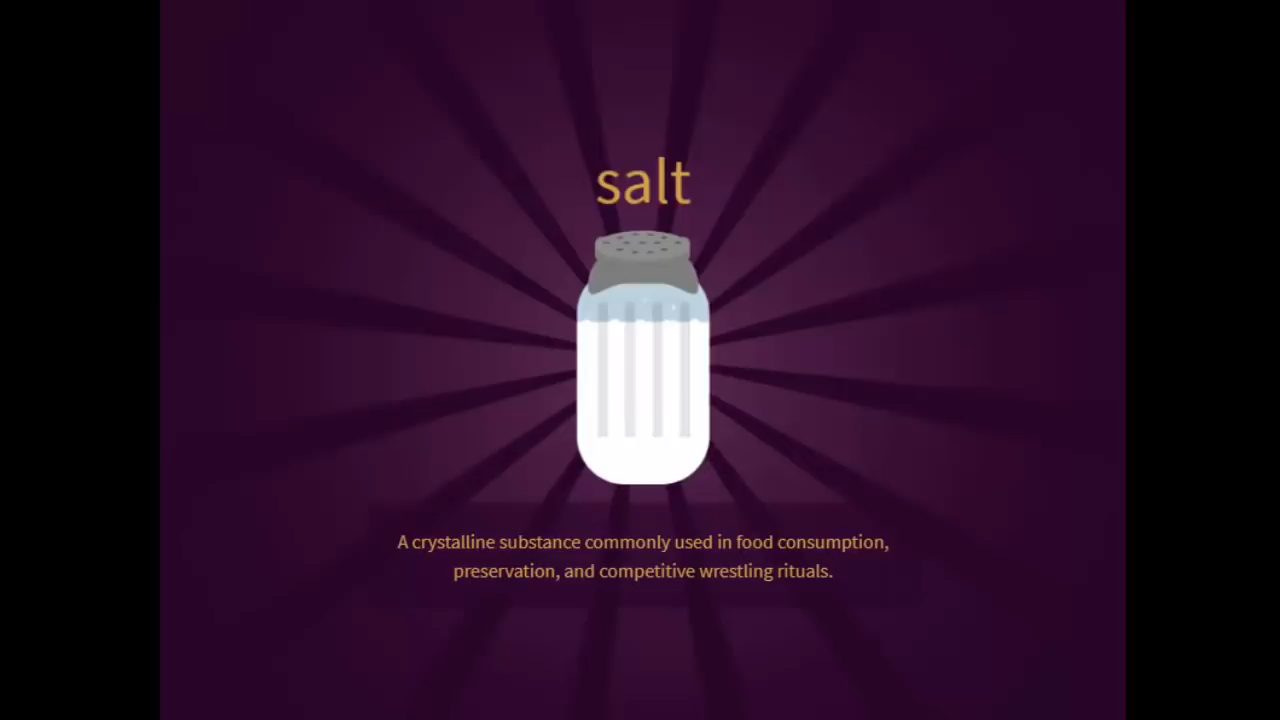 salt
A crystalline substance commonly used in food consumption,
preservation, and competitive wrestling rituals.